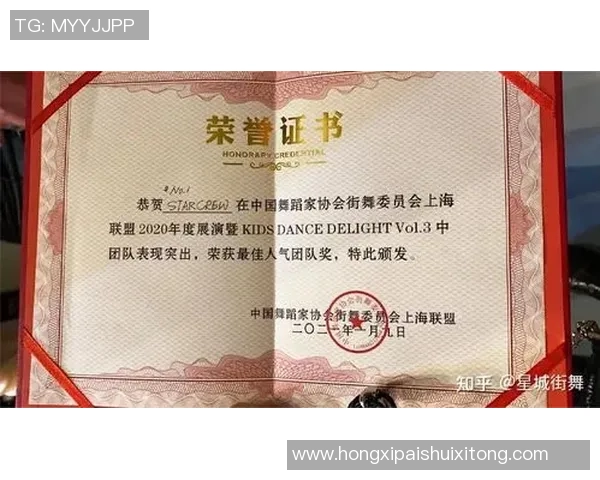 TG: MYYJJPP
荣誉证书
HONORARY CREDENTIAL
#No.1
恭贺 STARCREW 在中国舞蹈家协会街舞委员会上海
联盟 2020年度展演暨 KIDS DANCE DELIGHT Vol.3 中
团队表现突出，荣获最佳人气团队奖，特此颁发。
中国舞蹈家协会街舞委员会上海联盟
二〇二一年一月九日
知乎 @星城街舞
www.hongxipaishuixitong.com